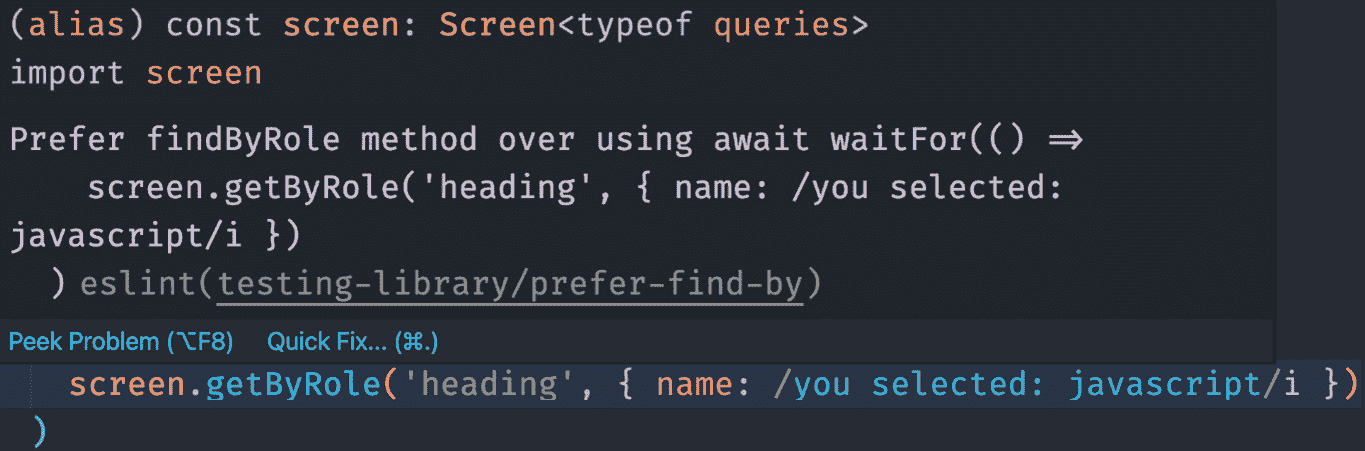 (alias) const screen: Screen<typeof queries>
import screen
Prefer findByRole method over using await waitFor(() ⇒
screen.getByRole('heading', { name: /you selected:
javascript/i })
) eslint(testing-library/prefer-find-by)
Peek Problem (⌥F8) Quick Fix... (⌘.)
screen.getByRole('heading', { name: /you selected: javascript/i })
)